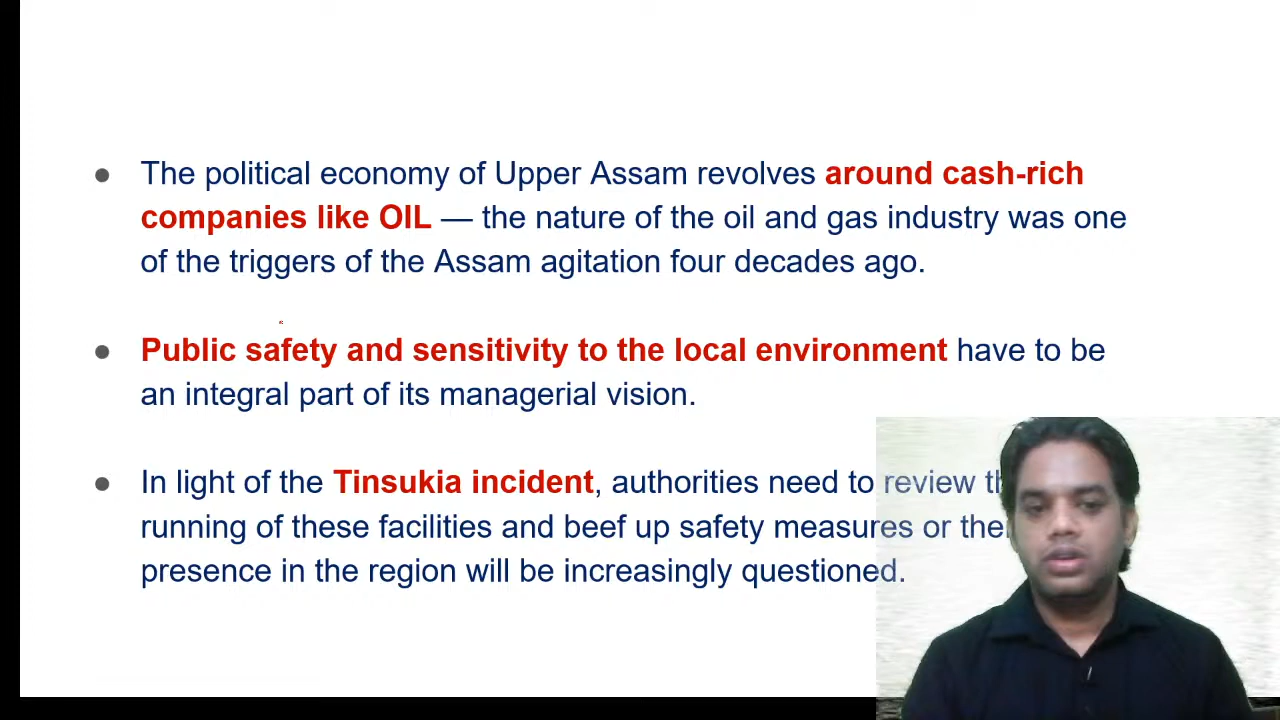 ● The political economy of Upper Assam revolves around cash-rich
companies like OIL — the nature of the oil and gas industry was one
of the triggers of the Assam agitation four decades ago.
● Public safety and sensitivity to the local environment have to be
an integral part of its managerial vision.
● In light of the Tinsukia incident, authorities need to review
running of these facilities and beef up safety measures or
presence in the region will be increasingly questioned.